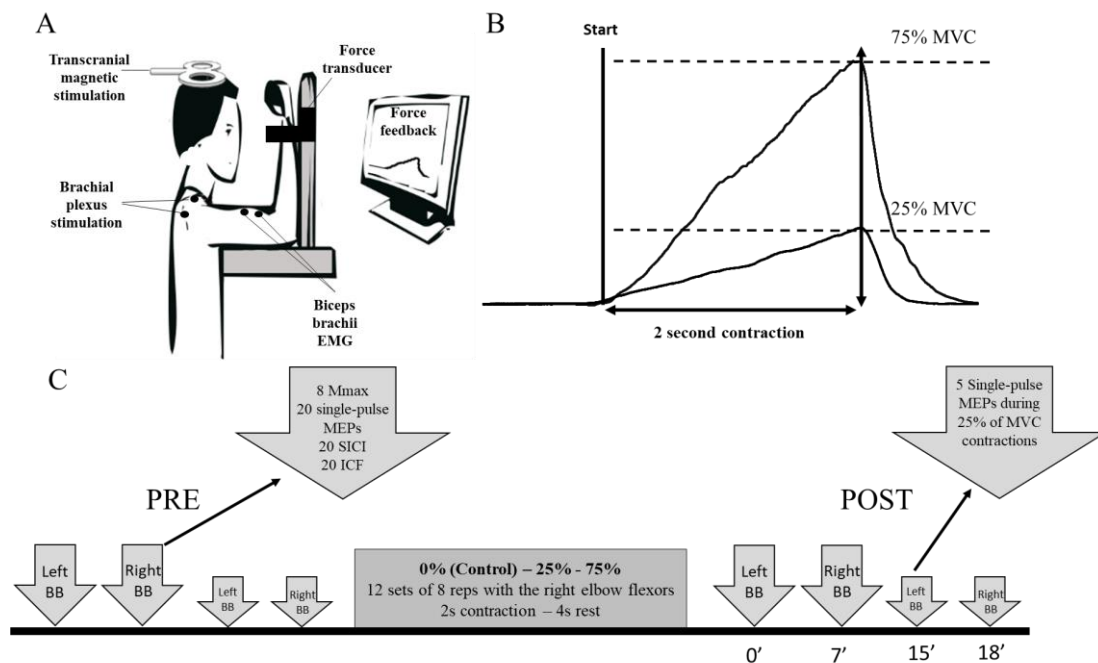 A
Transcranial
magnetic
stimulation
Force
transducer
Force
feedback
Brachial
plexus
stimulation
Biceps
brachii
EMG
B
Start
75% MVC
25% MVC
2 second contraction
C
8 Mmax
20 single-pulse
MEPs
20 SICI
20 ICF
5 Single-pulse
MEPs during
25% of MVC
contractions
PRE
POST
Left
BB
Right
BB
Left
BB
Right
BB
0% (Control) – 25% - 75%
12 sets of 8 reps with the right elbow flexors
2s contraction – 4s rest
Left
BB
Right
BB
Left
BB
Right
BB
0’
7’
15’
18’